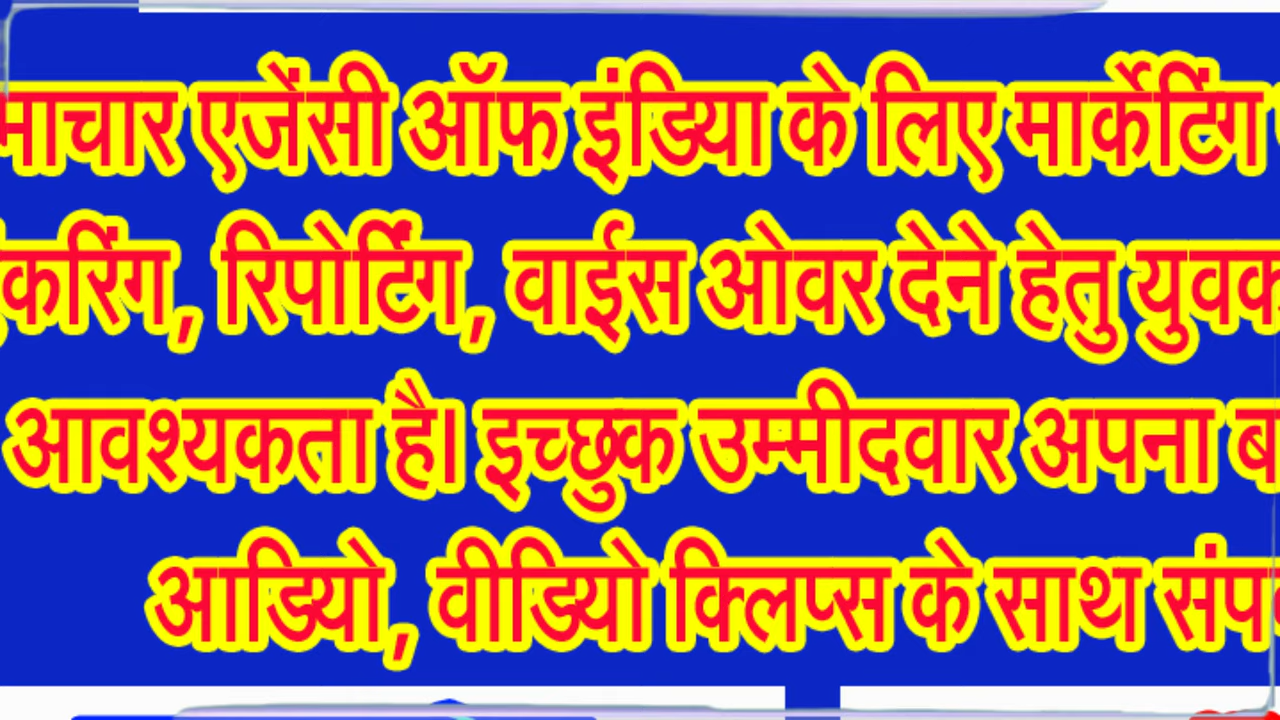 माचार एजेंसी ऑफ इंडिया के लिए मार्केटिंग
करिंग, रिपोर्टिंग, वाईस ओवर देने हेतु युवक
आवश्यकता है। इच्छुक उम्मीदवार अपना ब
आडियो, वीडियो क्लिप्स के साथ संप